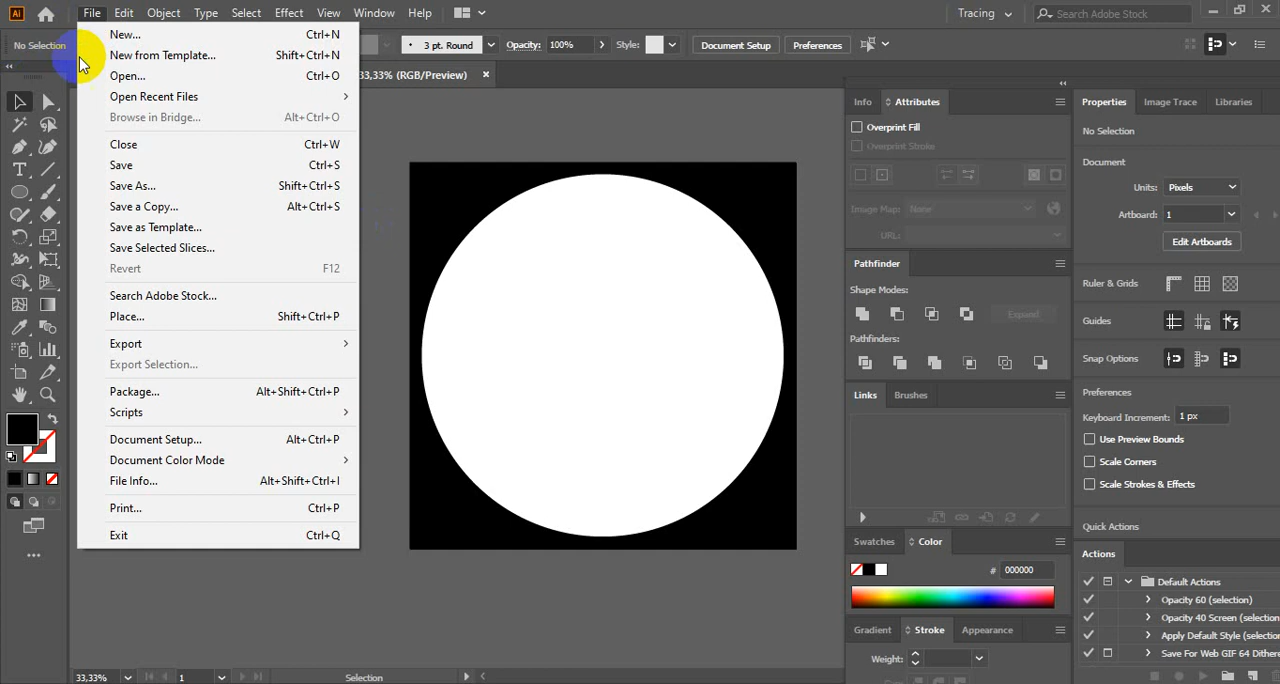 Ai File Edit Object Type Select Effect View Window Help Tracing Search Adobe Stock
No Selection 3 pt. Round Opacity: 100% Style: Document Setup Preferences
33,33% (RGB/Preview)
New... Ctrl+N
New from Template... Shift+Ctrl+N
Open... Ctrl+O
Open Recent Files
Browse in Bridge... Alt+Ctrl+O
Close Ctrl+W
Save Ctrl+S
Save As... Shift+Ctrl+S
Save a Copy... Alt+Ctrl+S
Save as Template...
Save Selected Slices...
Revert F12
Search Adobe Stock...
Place... Shift+Ctrl+P
Export
Export Selection...
Package... Alt+Shift+Ctrl+P
Scripts
Document Setup... Alt+Ctrl+P
Document Color Mode
File Info... Alt+Shift+Ctrl+I
Print... Ctrl+P
Exit Ctrl+Q
Info Attributes
Overprint Fill
Overprint Stroke
Image Map: None
URL:
Pathfinder
Shape Modes:
Expand
Pathfinders:
Links Brushes
Swatches Color
# 000000
Gradient Stroke Appearance
Weight:
Properties Image Trace Libraries
No Selection
Document
Units: Pixels
Artboard: 1
Edit Artboards
Ruler & Grids
Guides
Snap Options
Preferences
Keyboard Increment: 1 px
Use Preview Bounds
Scale Corners
Scale Strokes & Effects
Quick Actions
Actions
Default Actions
Opacity 60 (selection)
Opacity 40 Screen (selection
Apply Default Style (selection
Save For Web GIF 64 Dithere
33,33% 1 Selection